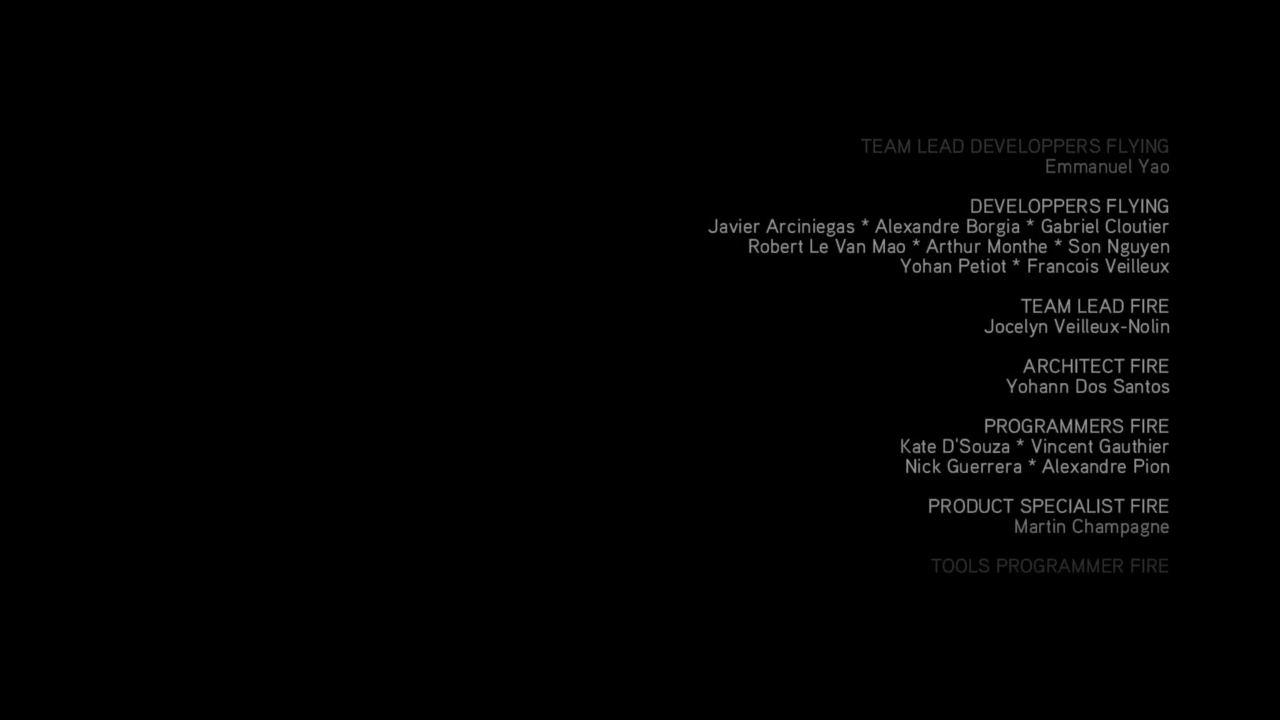 TEAM LEAD DEVELOPPERS FLYING
Emmanuel Yao
DEVELOPPERS FLYING
Javier Arciniegas * Alexandre Borgia * Gabriel Cloutier
Robert Le Van Mao * Arthur Monthe * Son Nguyen
Yohan Petiot * Francois Veilleux
TEAM LEAD FIRE
Jocelyn Veilleux-Nolin
ARCHITECT FIRE
Yohann Dos Santos
PROGRAMMERS FIRE
Kate D'Souza * Vincent Gauthier
Nick Guerrera * Alexandre Pion
PRODUCT SPECIALIST FIRE
Martin Champagne
TOOLS PROGRAMMER FIRE